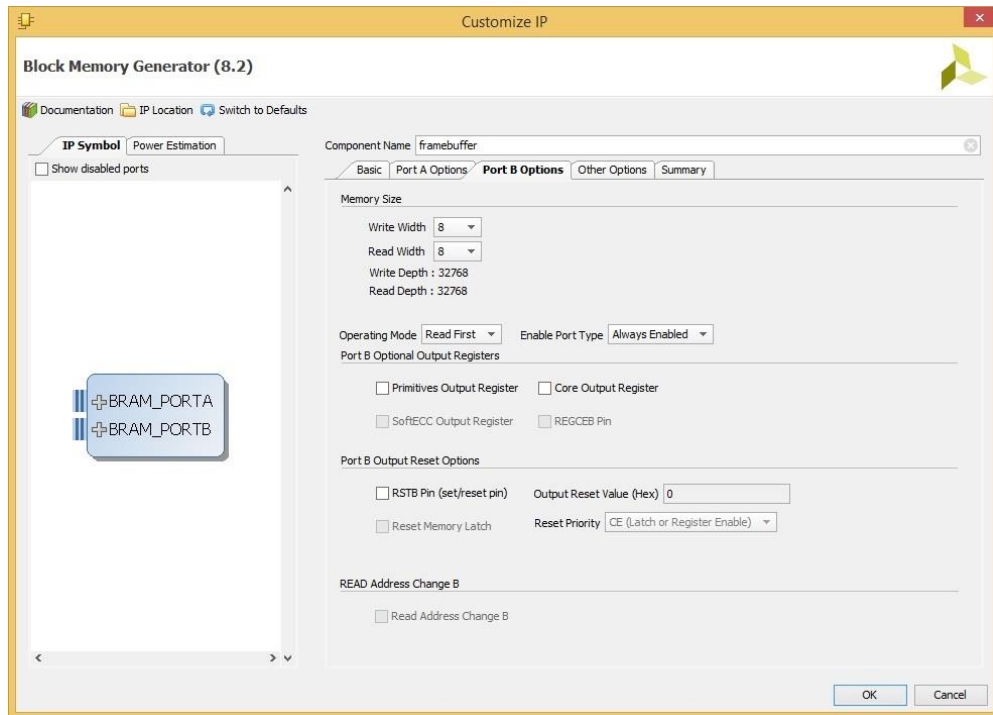 Customize IP
Block Memory Generator (8.2)
Documentation IP Location Switch to Defaults
IP Symbol Power Estimation
Show disabled ports
BRAM_PORTA
BRAM_PORTB
Component Name framebuffer
Basic Port A Options Port B Options Other Options Summary
Memory Size
Write Width 8
Read Width 8
Write Depth : 32768
Read Depth : 32768
Operating Mode Read First Enable Port Type Always Enabled
Port B Optional Output Registers
Primitives Output Register Core Output Register
SoftECC Output Register REGCEB Pin
Port B Output Reset Options
RSTB Pin (set/reset pin) Output Reset Value (Hex) 0
Reset Memory Latch Reset Priority CE (Latch or Register Enable)
READ Address Change B
Read Address Change B
OK Cancel